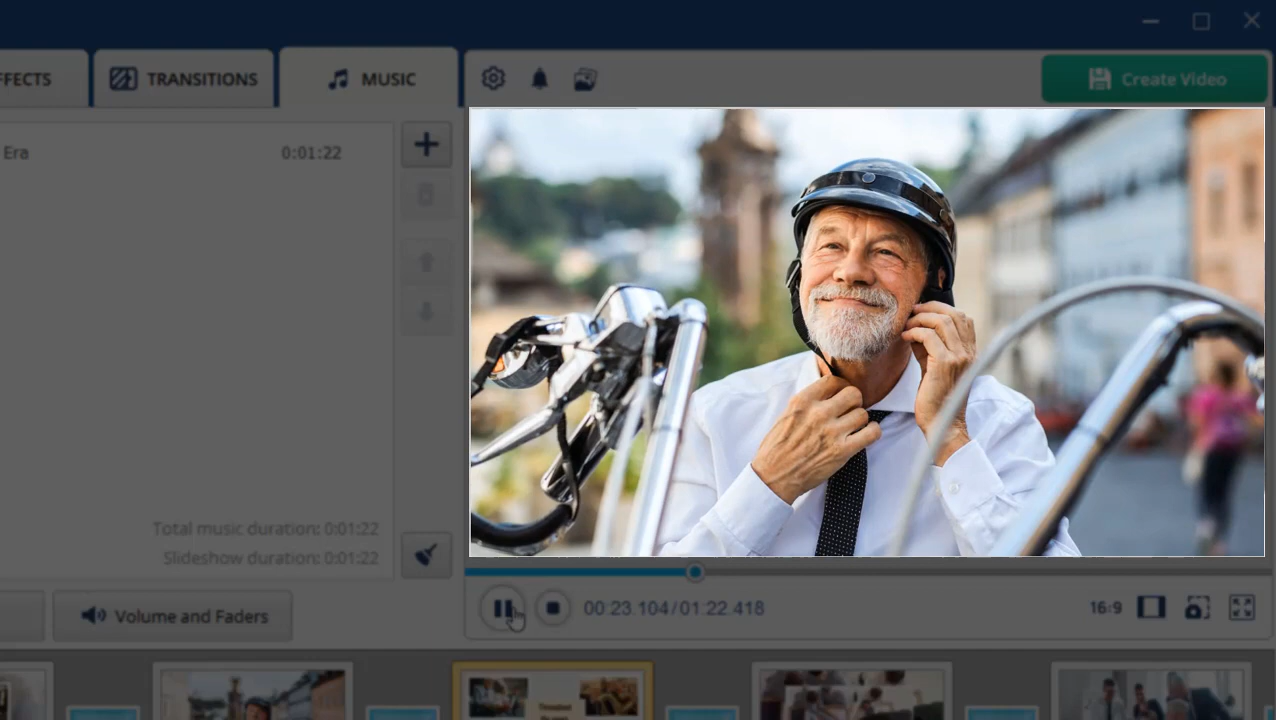 FFECTS
TRANSITIONS
MUSIC
Create Video
Era 0:01:22
Total music duration: 0:01:22
Slideshow duration: 0:01:22
Volume and Faders
00:23.104/01:22.418
16:9